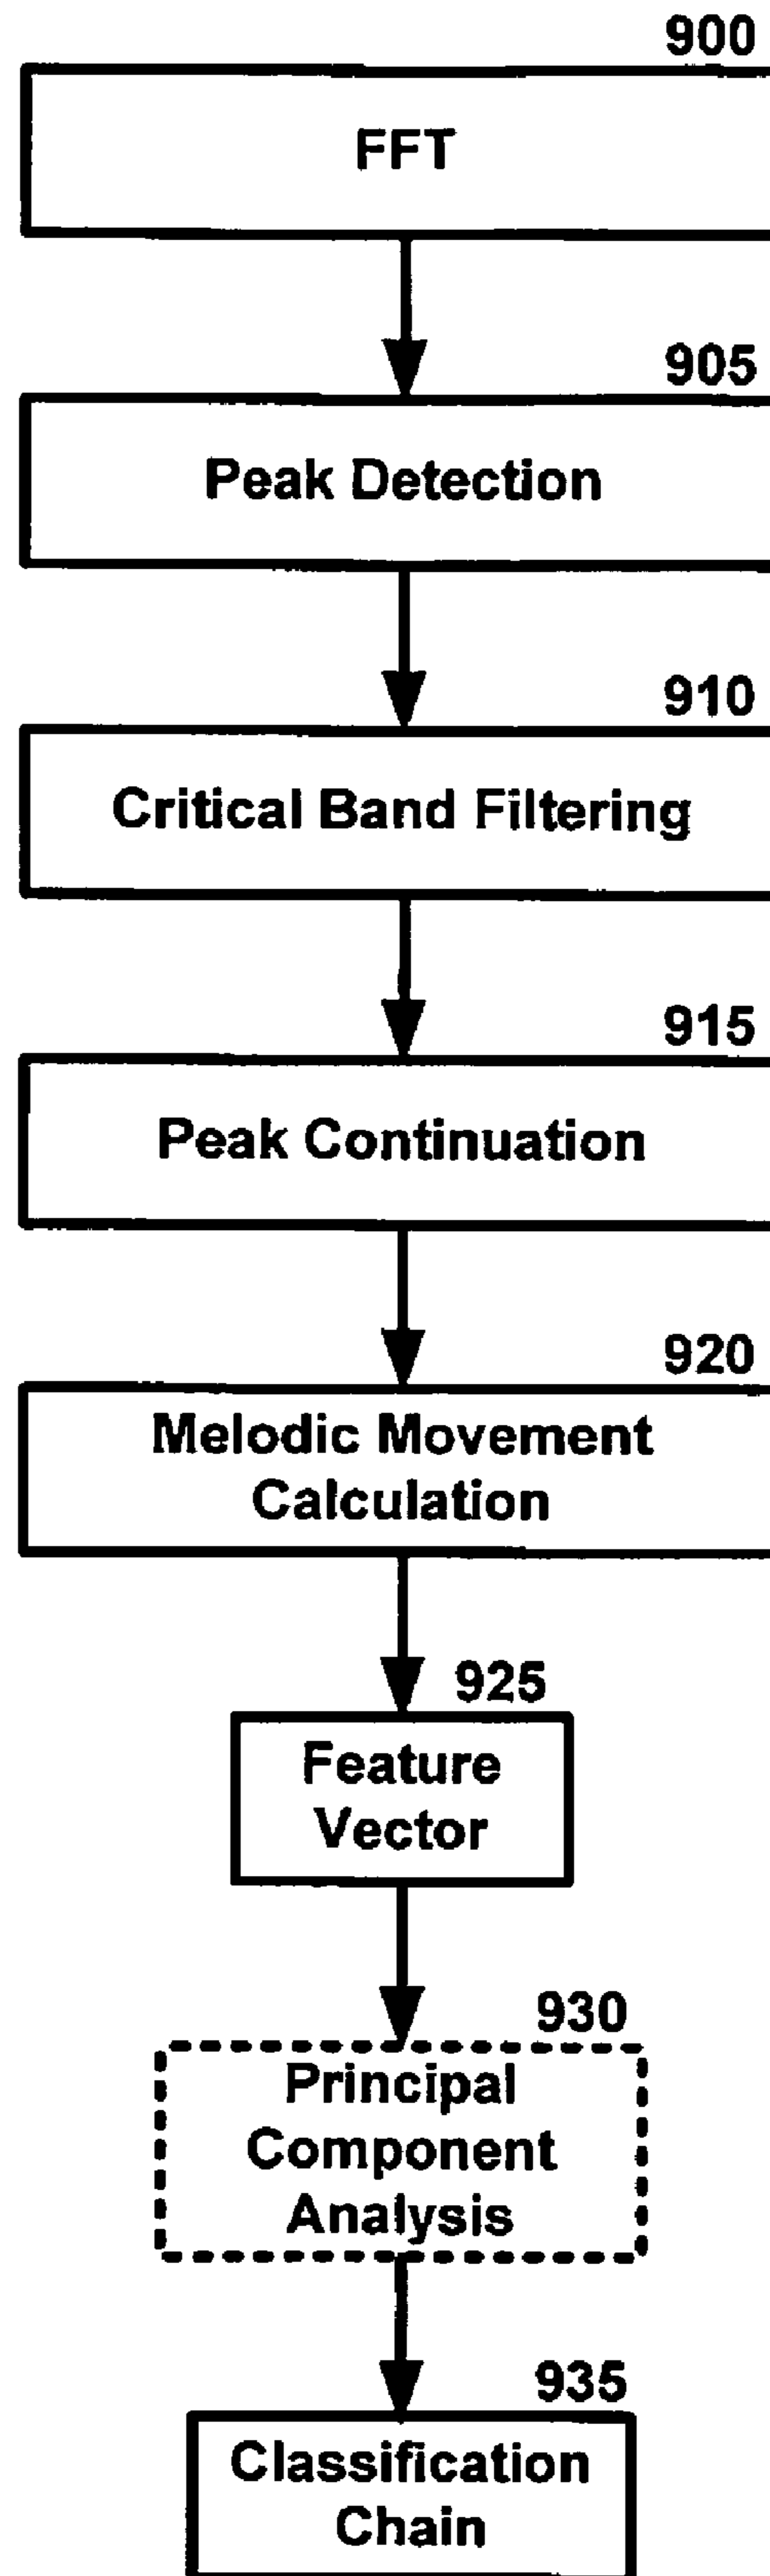 900
FFT
905
Peak Detection
910
Critical Band Filtering
915
Peak Continuation
920
Melodic Movement
Calculation
925
Feature
Vector
930
Principal
Component
Analysis
935
Classification
Chain